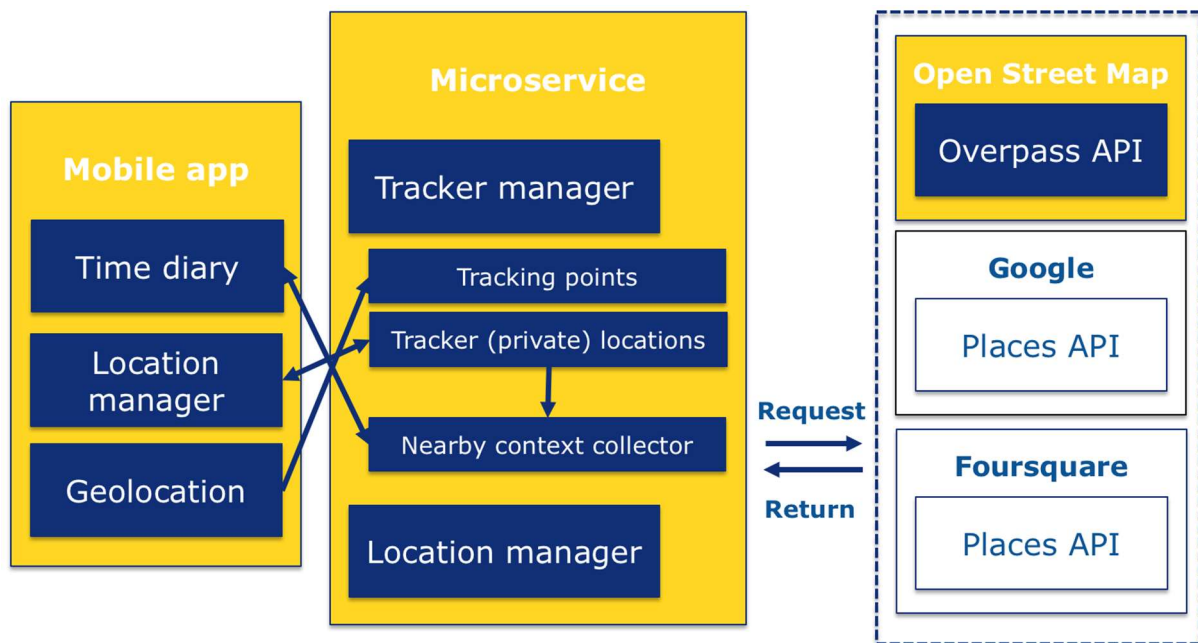 Mobile app
Time diary
Location
manager
Geolocation
Microservice
Tracker manager
Tracking points
Tracker (private) locations
Nearby context collector
Location manager
Request
Return
Open Street Map
Overpass API
Google
Places API
Foursquare
Places API